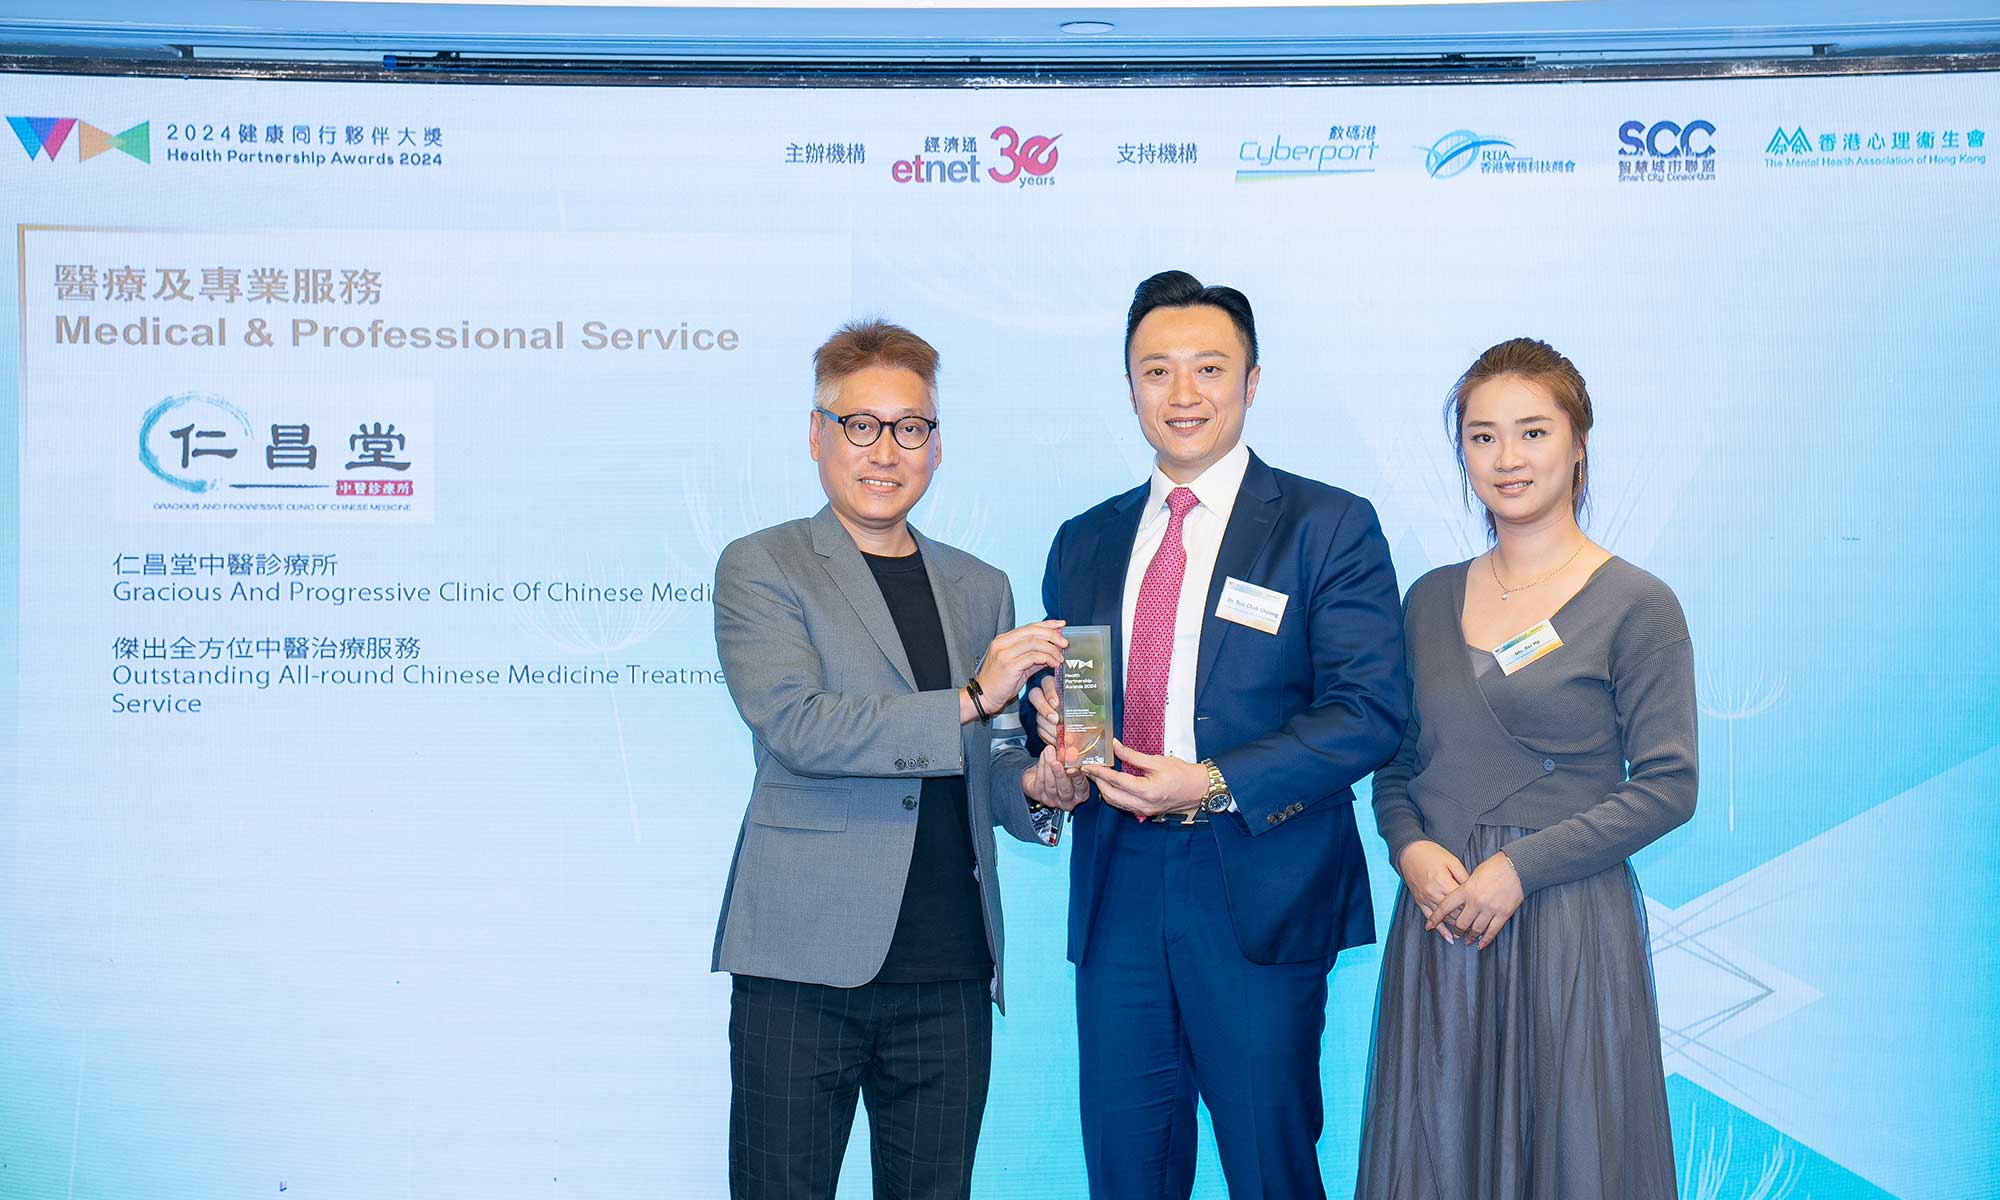 2024健康同行夥伴大獎
Health Partnership Awards 2024
主辦機構
經濟通
etnet 30
years
支持機構
數碼港
Cyberport
RTIA
香港零售科技商會
SCC
智慧城市聯盟
Smart City Consortium
香港心理衞生會
The Mental Health Association of Hong Kong
醫療及專業服務
Medical & Professional Service
仁昌堂
中醫診療所
GRACIOUS AND PROGRESSIVE CLINIC OF CHINESE MEDICINE
仁昌堂中醫診療所
Gracious And Progressive Clinic Of Chinese Medi
傑出全方位中醫治療服務
Outstanding All-round Chinese Medicine Treatme
Service
Health
Partnership
Awards 2024
Dr. Tsoi Chak Cheong